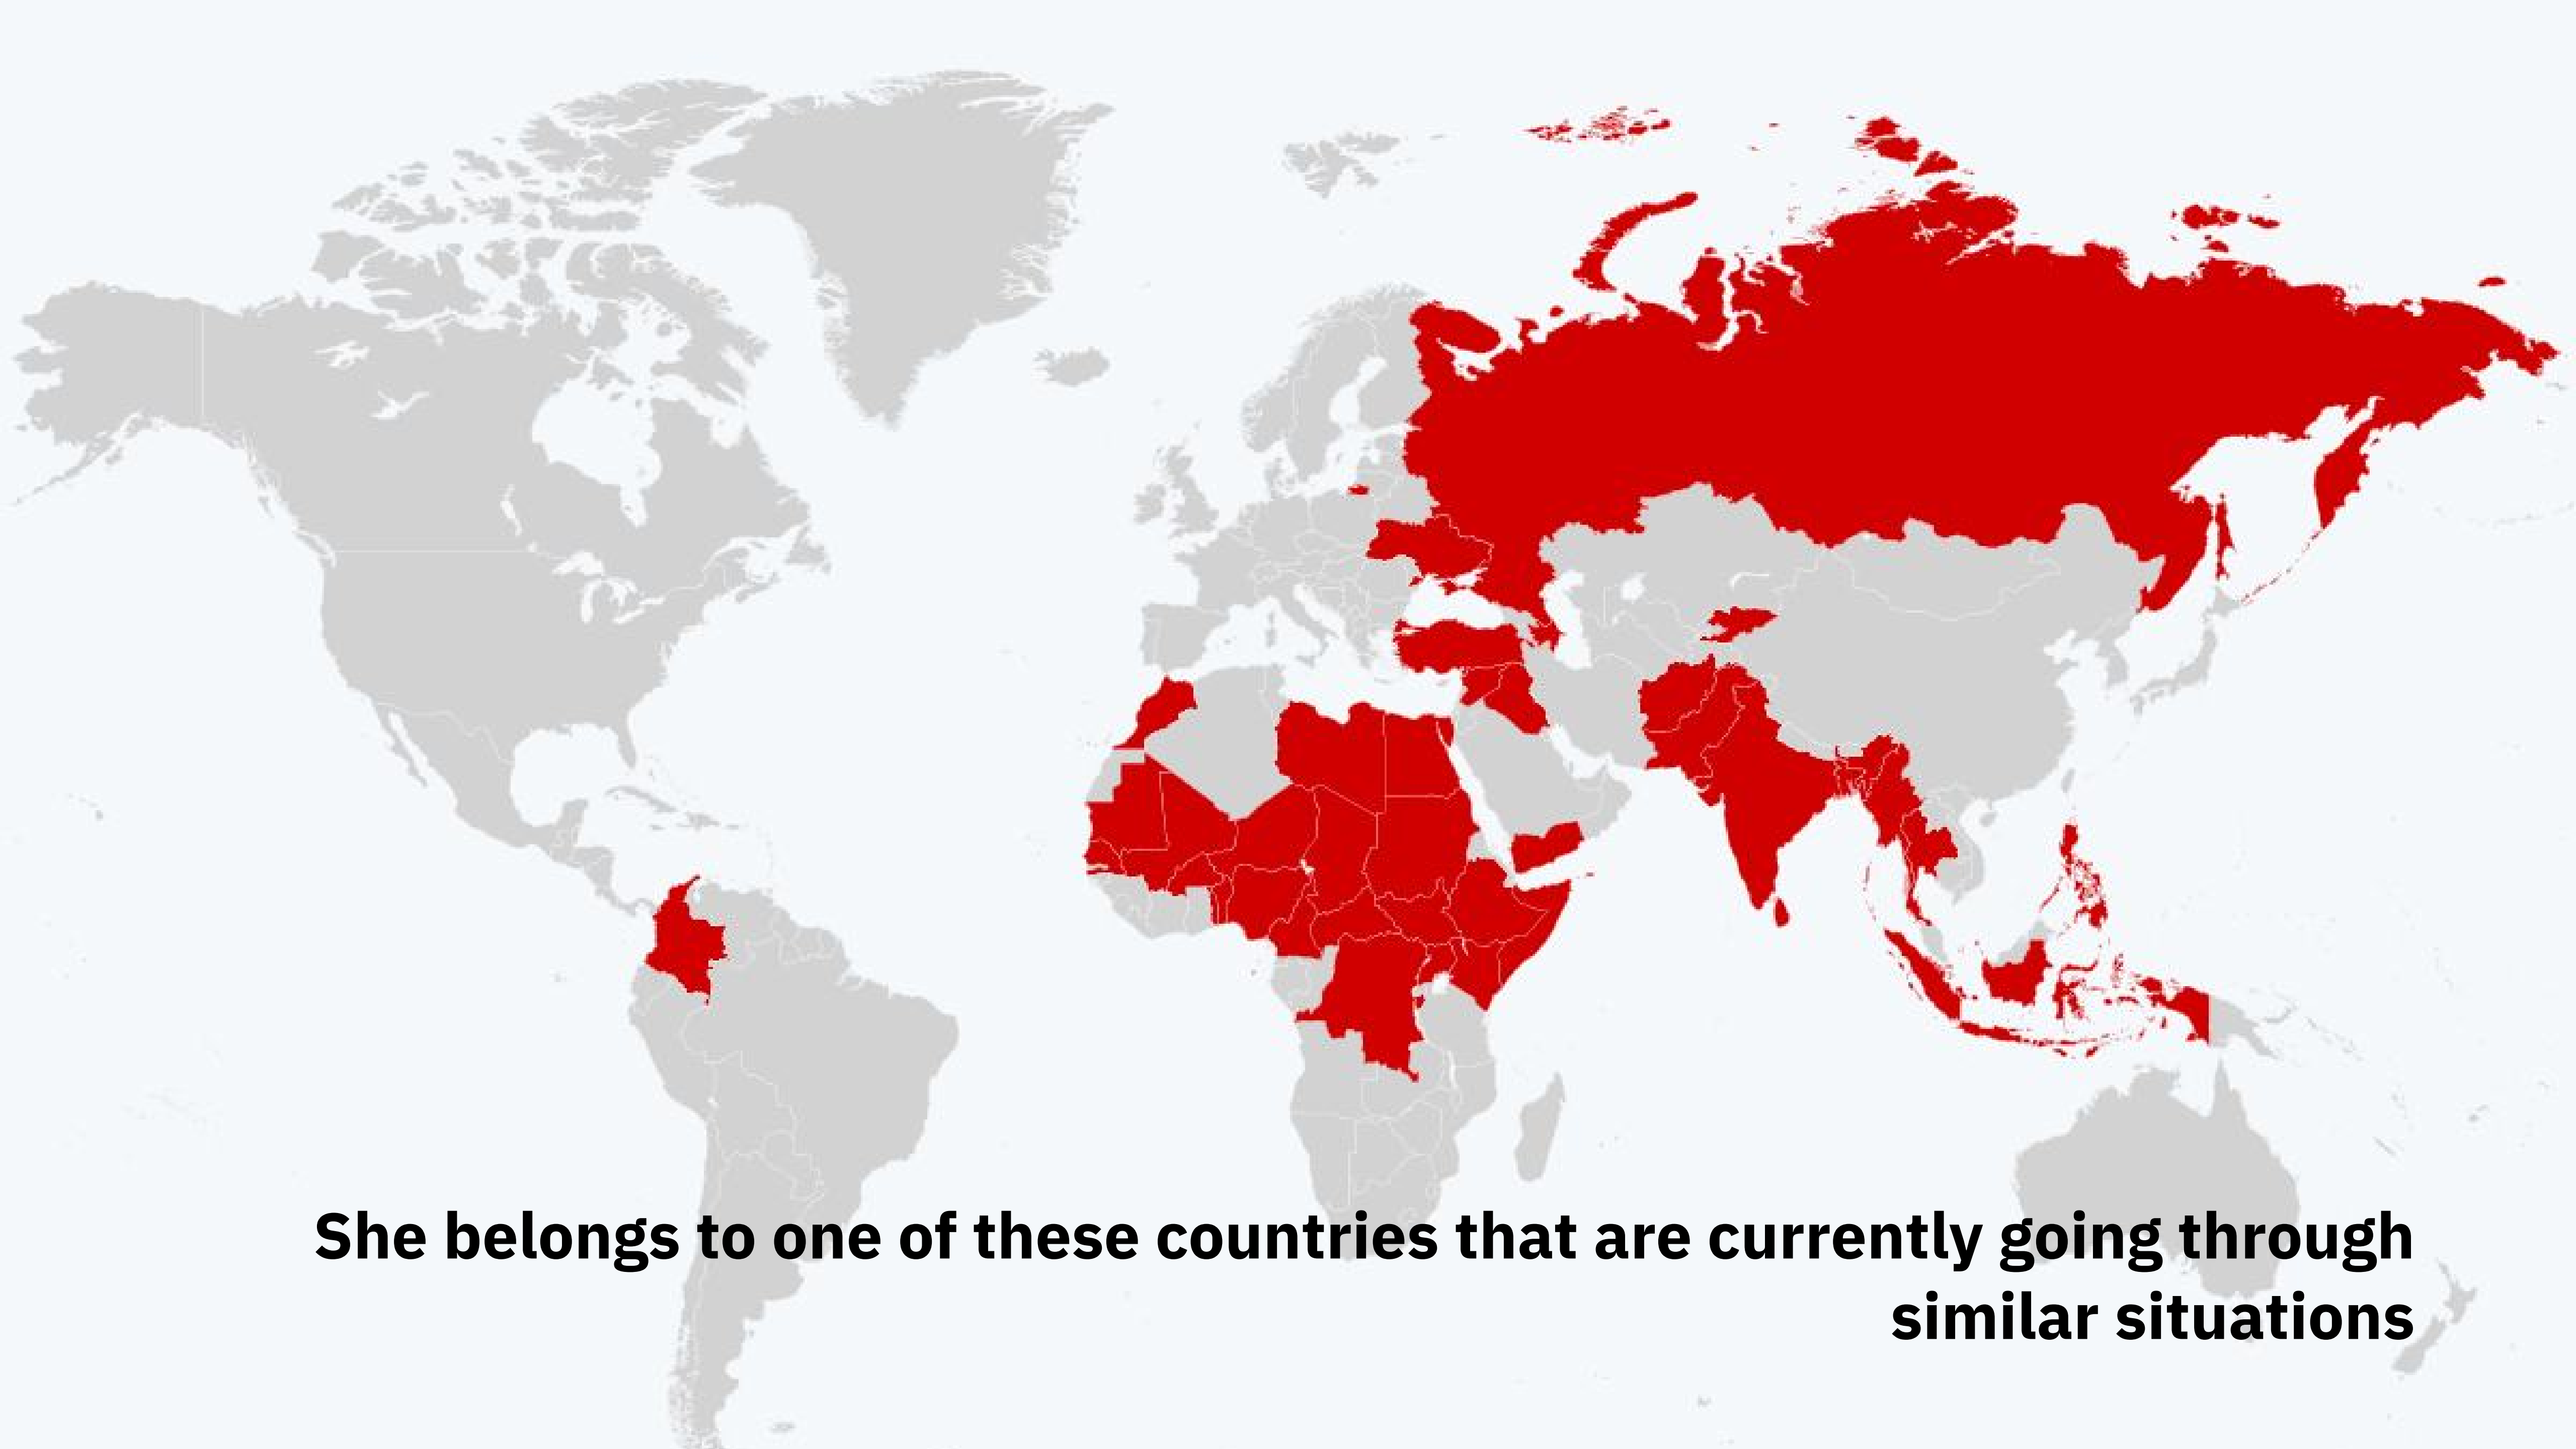 She belongs to one of these countries that are currently going through
similar situations